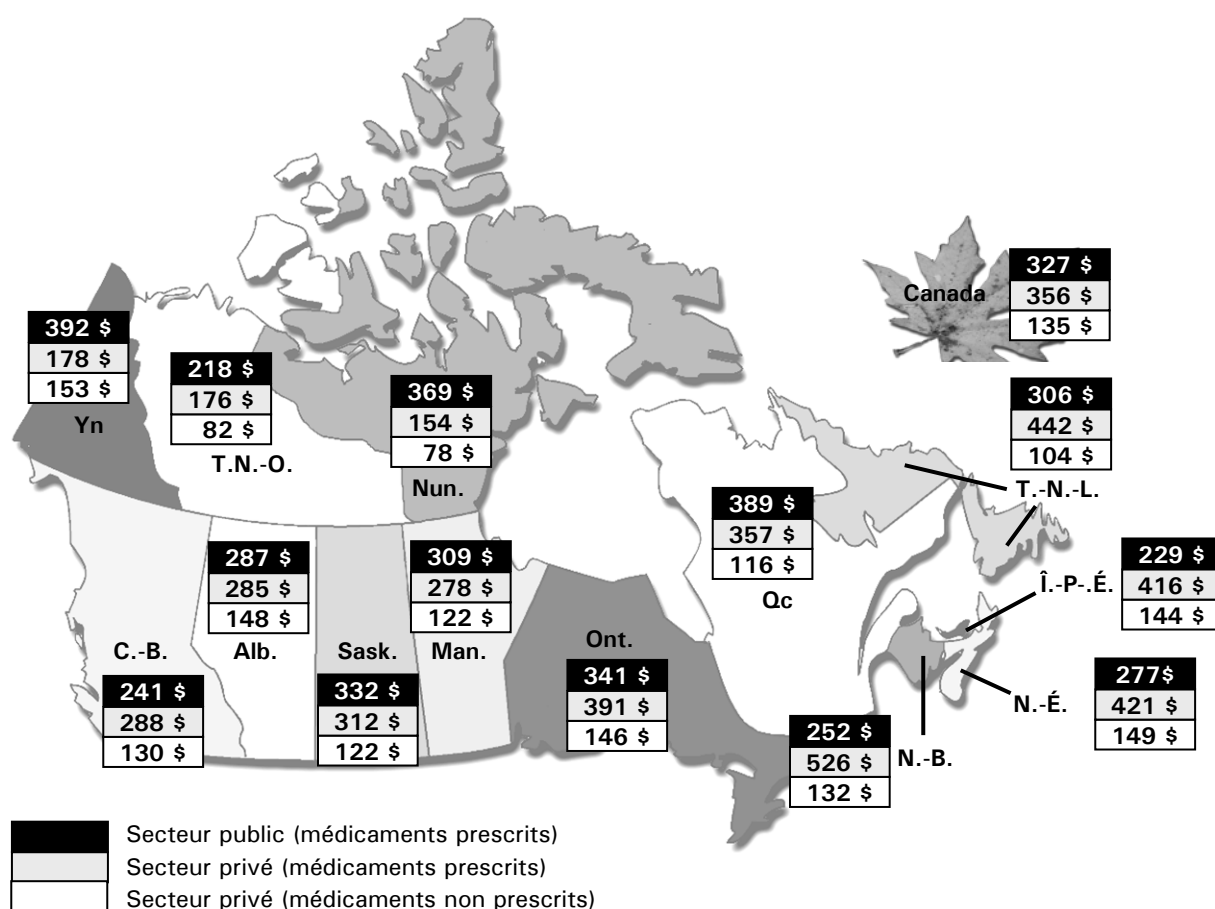 Canada
327 $
356 $
135 $
392 $
178 $
153 $
Yn
218 $
176 $
82 $
T.N.-O.
369 $
154 $
78 $
Nun.
306 $
442 $
104 $
T.-N.-L.
389 $
357 $
116 $
Qc
229 $
416 $
144 $
Î.-P-.É.
287 $
285 $
148 $
Alb.
309 $
278 $
122 $
Man.
C.-B.
241 $
288 $
130 $
Sask.
332 $
312 $
122 $
Ont.
341 $
391 $
146 $
277$
421 $
149 $
N.-É.
252 $
526 $
132 $
N.-B.
Secteur public (médicaments prescrits)
Secteur privé (médicaments prescrits)
Secteur privé (médicaments non prescrits)